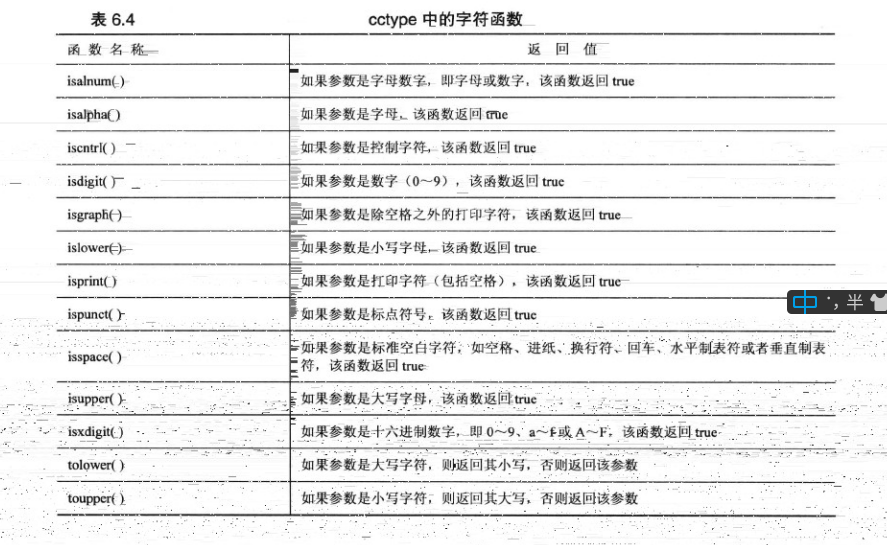 表 6.4 cctype 中的字符函数
函 数 名 称 返 回 值
isalnum( ) 如果参数是字母数字，即字母或数字，该函数返回 true
isalpha( ) 如果参数是字母，该函数返回 true
iscntrl( ) 如果参数是控制字符，该函数返回 true
isdigit( ) 如果参数是数字（0～9），该函数返回 true
isgraph( ) 如果参数是除空格之外的打印字符，该函数返回 true
islower( ) 如果参数是小写字母，该函数返回 true
isprint( ) 如果参数是打印字符（包括空格），该函数返回 true
ispunct( ) 如果参数是标点符号，该函数返回 true
isspace( ) 如果参数是标准空白字符，如空格、进纸、换行符、回车、水平制表符或者垂直制表
符，该函数返回 true
isupper( ) 如果参数是大写字母，该函数返回 true
isxdigit( ) 如果参数是十六进制数字，即 0～9、a～f 或 A～F，该函数返回 true
tolower( ) 如果参数是大写字符，则返回其小写，否则返回该参数
toupper( ) 如果参数是小写字符，则返回其大写，否则返回该参数
中 ·, 半